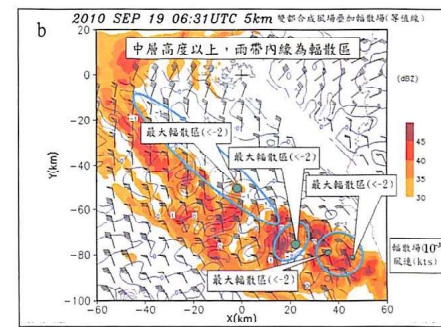 b
2010 SEP 19 06:31UTC 5km 雙都合成風場疊加輻散場(等值線)
中層高度以上，雨帶內緣為輻散區
(dBZ)
最大輻散區(<-2)
最大輻散區(<-2)
最大輻散區(<-2)
最大輻散區(<-2)
45
40
35
30
輻散場(10⁻³
風速(kts)
Y(km)
20
0
-20
-40
-60
-80
-100
-60
-40
-20
0
20
40
60
X(km)